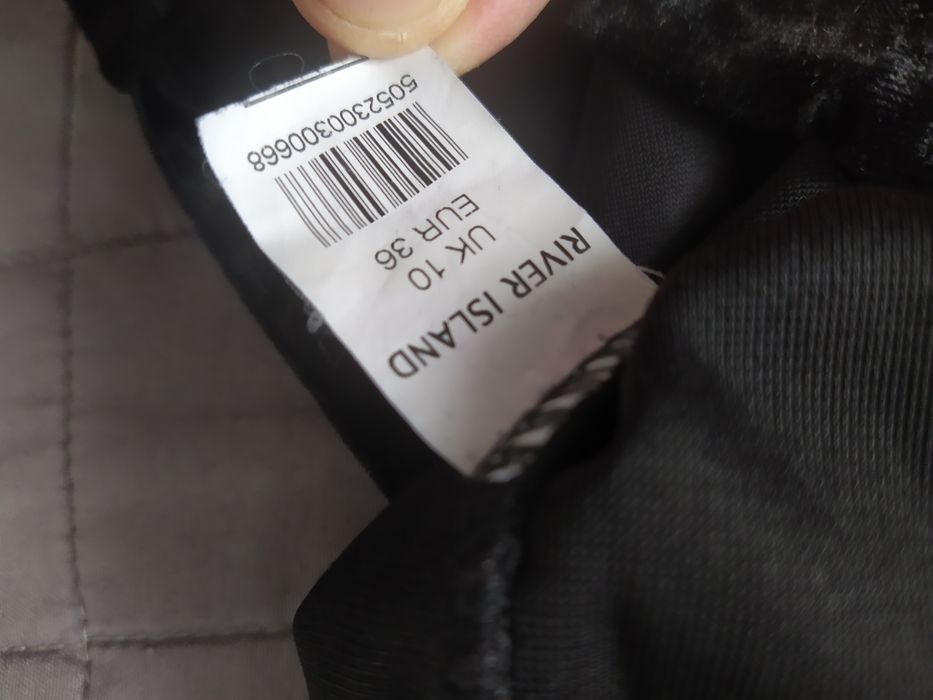 RIVER ISLAND
UK 10
EUR 36
5052300300668